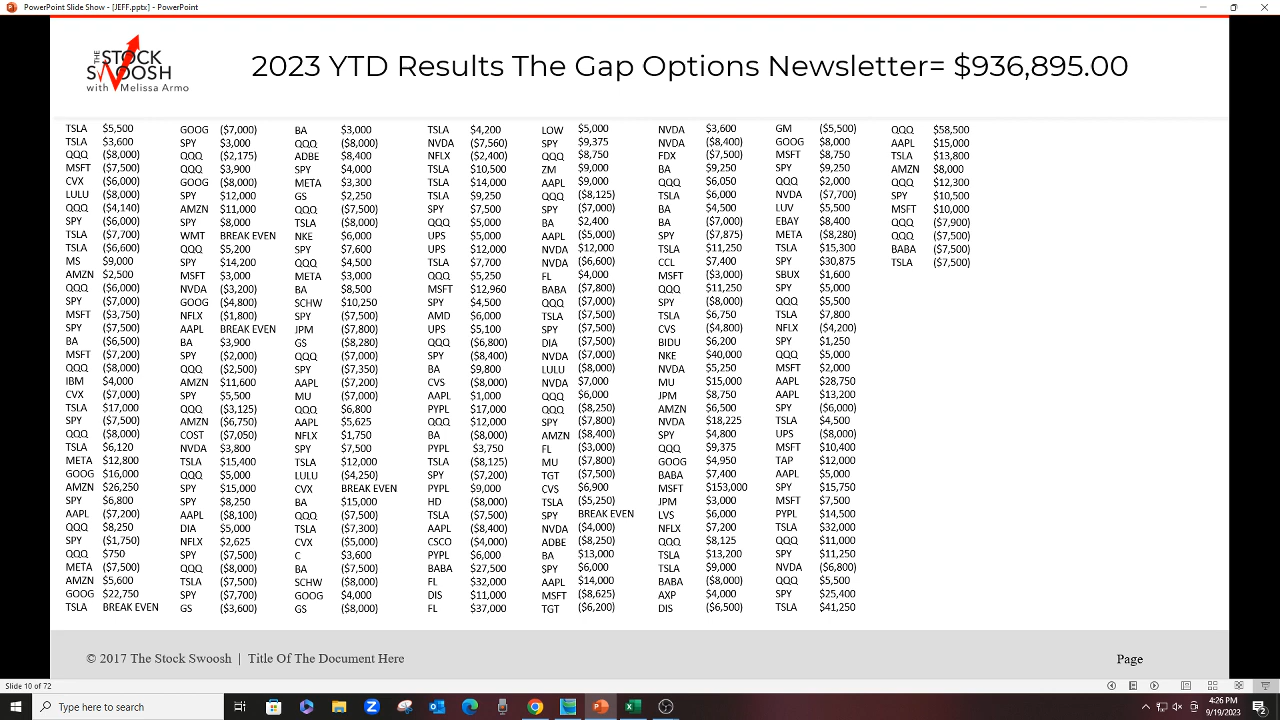 PowerPoint Slide Show - [JEFF.pptx] - PowerPoint
THE
STOCK
SWOOSH
with Melissa Armo
2023 YTD Results The Gap Options Newsletter= $936,895.00
TSLA $5,500
TSLA $3,600
QQQ ($8,000)
MSFT ($7,500)
CVX ($6,000)
LULU ($8,000)
QQQ ($4,140)
SPY ($6,000)
TSLA ($7,700)
TSLA ($6,600)
MS $9,000
AMZN $2,500
QQQ ($6,000)
SPY ($7,000)
MSFT ($3,750)
SPY ($7,500)
BA ($6,500)
MSFT ($7,200)
QQQ ($8,000)
IBM $4,000
CVX ($7,000)
TSLA $17,000
SPY ($7,500)
QQQ ($8,000)
TSLA $6,120
META $12,800
GOOG $16,000
AMZN $26,250
SPY $6,800
AAPL ($7,200)
QQQ $8,250
SPY ($1,750)
QQQ $750
META ($7,500)
AMZN $5,600
GOOG $22,750
TSLA BREAK EVEN
GOOG ($7,000)
SPY $3,000
QQQ ($2,175)
QQQ $3,900
GOOG ($8,000)
SPY $12,000
AMZN $11,000
SPY $8,000
WMT BREAK EVEN
QQQ $5,200
SPY $14,200
MSFT $3,000
NVDA ($3,200)
GOOG ($4,800)
NFLX ($1,800)
AAPL BREAK EVEN
BA $3,900
SPY ($2,000)
QQQ ($2,500)
AMZN $11,600
SPY $5,500
QQQ ($3,125)
AMZN ($6,750)
COST ($7,050)
NVDA $3,800
TSLA $15,400
QQQ $5,000
SPY $15,000
SPY $8,250
AAPL ($8,100)
DIA $5,000
NFLX $2,625
SPY ($7,500)
QQQ ($8,000)
TSLA ($7,500)
SPY ($7,700)
GS ($3,600)
BA $3,000
QQQ ($8,000)
ADBE $8,400
SPY $4,000
META $3,300
GS $2,250
QQQ ($7,500)
TSLA ($8,000)
NKE $6,000
SPY $7,600
QQQ $4,500
META $3,000
BA $8,500
SCHW $10,250
SPY ($7,500)
JPM ($7,800)
GS ($8,280)
QQQ ($7,000)
SPY ($7,350)
AAPL ($7,200)
MU ($7,000)
QQQ $6,800
AAPL $5,625
NFLX $1,750
SPY $7,500
TSLA $12,000
LULU ($4,250)
CVX BREAK EVEN
BA $15,000
QQQ ($7,500)
TSLA ($7,300)
CVX ($5,000)
C $3,600
BA ($7,500)
SCHW ($8,000)
GOOG $4,000
GS ($8,000)
TSLA $4,200
NVDA ($7,560)
NFLX ($2,400)
TSLA $10,500
TSLA $14,000
TSLA $9,250
SPY $7,500
QQQ $5,000
UPS $5,000
UPS $12,000
TSLA $7,700
QQQ $5,250
MSFT $12,960
SPY $4,500
AMD $6,000
UPS $5,100
QQQ ($6,800)
SPY ($8,400)
BA $9,800
CVS ($8,000)
AAPL $1,000
PYPL $17,000
QQQ $12,000
BA ($8,000)
PYPL $3,750
TSLA ($8,125)
SPY ($7,200)
PYPL $9,000
HD ($8,000)
TSLA ($7,500)
AAPL ($8,400)
CSCO ($4,000)
PYPL $6,000
BABA $27,500
FL $32,000
DIS $11,000
FL $37,000
LOW $5,000
SPY $9,375
QQQ $8,750
ZM $9,000
AAPL $9,000
QQQ ($8,125)
SPY ($7,000)
BA $2,400
AAPL ($5,000)
NVDA $12,000
NVDA ($6,600)
FL $4,000
BABA ($7,800)
QQQ ($7,000)
TSLA ($7,500)
SPY ($7,500)
DIA ($7,500)
NVDA ($7,000)
LULU ($8,000)
NVDA $7,000
QQQ $6,000
QQQ ($8,250)
SPY ($7,800)
AMZN ($8,400)
FL ($3,000)
MU ($7,800)
TGT ($7,500)
CVS $6,900
TSLA ($5,250)
SPY BREAK EVEN
NVDA ($4,000)
ADBE ($8,250)
BA $13,000
SPY $6,000
AAPL $14,000
MSFT ($8,625)
TGT ($6,200)
NVDA $3,600
NVDA ($8,400)
FDX ($7,500)
BA $9,250
QQQ $6,050
TSLA $6,000
BA $4,500
BA ($7,000)
SPY ($7,875)
TSLA $11,250
CCL $7,400
MSFT ($3,000)
QQQ $11,250
SPY ($8,000)
TSLA $6,750
CVS ($4,800)
BIDU $6,200
NKE $40,000
NVDA $5,250
MU $15,000
JPM $8,750
AMZN $6,500
NVDA $18,225
SPY $4,800
QQQ $9,375
GOOG $4,950
BABA $7,400
MSFT $153,000
JPM $3,000
LVS $6,000
NFLX $7,200
QQQ $8,125
TSLA $13,200
TSLA $9,000
BABA ($8,000)
AXP $4,000
DIS ($6,500)
GM ($5,500)
GOOG $8,000
MSFT $8,750
SPY $9,250
QQQ $2,000
NVDA ($7,700)
LUV $5,500
EBAY $8,400
META ($8,280)
TSLA $15,300
SPY $30,875
SBUX $1,600
SPY $5,000
QQQ $5,500
TSLA $7,800
NFLX ($4,200)
SPY $1,250
QQQ $5,000
MSFT $2,000
AAPL $28,750
AAPL $13,200
SPY ($6,000)
TSLA $4,500
UPS ($8,000)
MSFT $10,400
TAP $12,000
AAPL $5,000
SPY $15,750
MSFT $7,500
PYPL $14,500
TSLA $32,000
QQQ $11,000
SPY $11,250
NVDA ($6,800)
QQQ $5,500
SPY $25,400
TSLA $41,250
QQQ $58,500
AAPL $15,000
TSLA $13,800
AMZN $8,000
QQQ $12,300
SPY $10,500
MSFT $10,000
QQQ ($7,900)
QQQ ($7,500)
BABA ($7,500)
TSLA ($7,500)
© 2017 The Stock Swoosh | Title Of The Document Here
Page
Slide 10 of 72
Type here to search
4:26 PM
9/19/2023